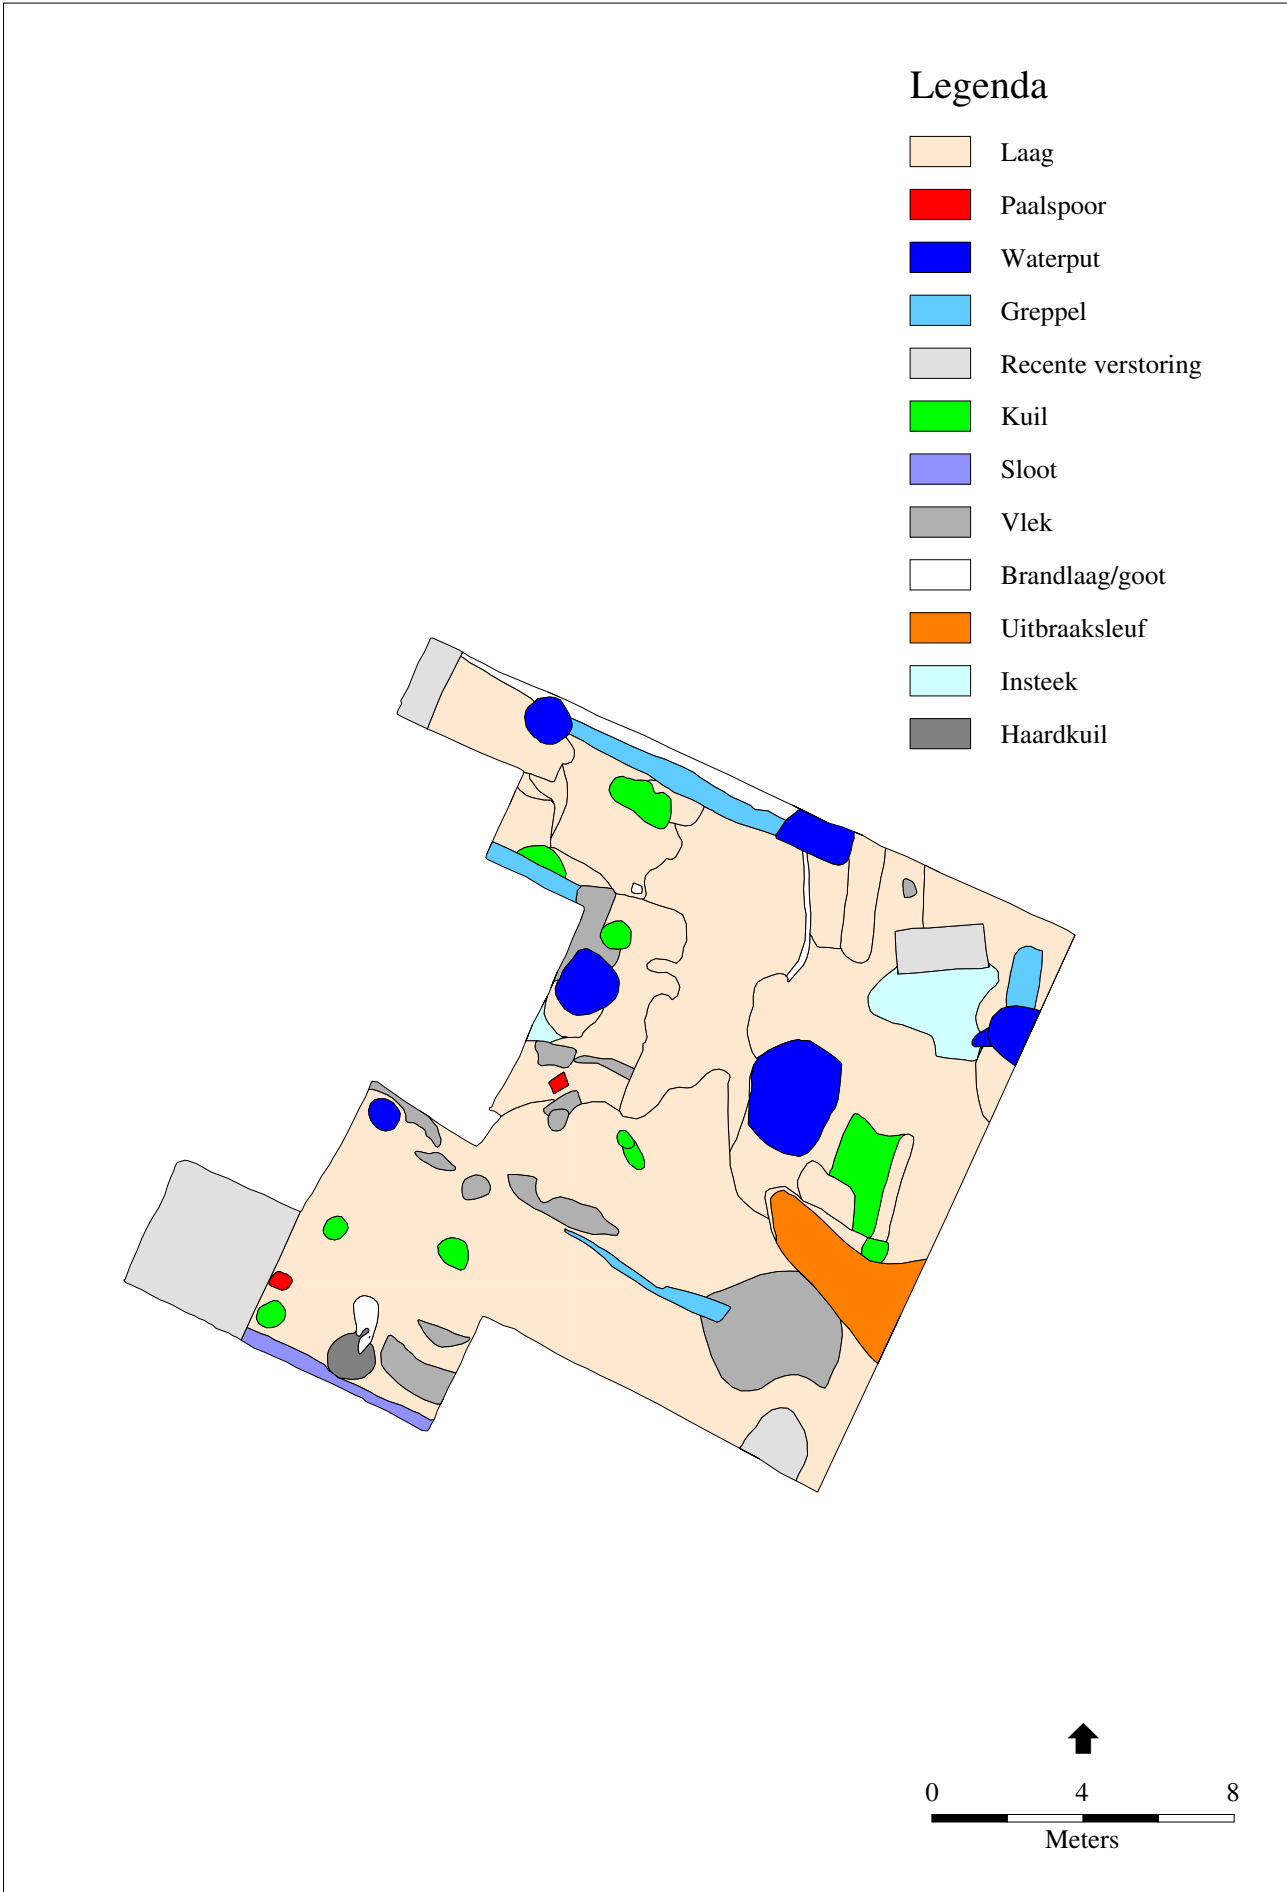 Legenda
Laag
Paalspoor
Waterput
Greppel
Recente verstoring
Kuil
Sloot
Vlek
Brandlaag/goot
Uitbraaksleuf
Insteek
Haardkuil
0 4 8
Meters